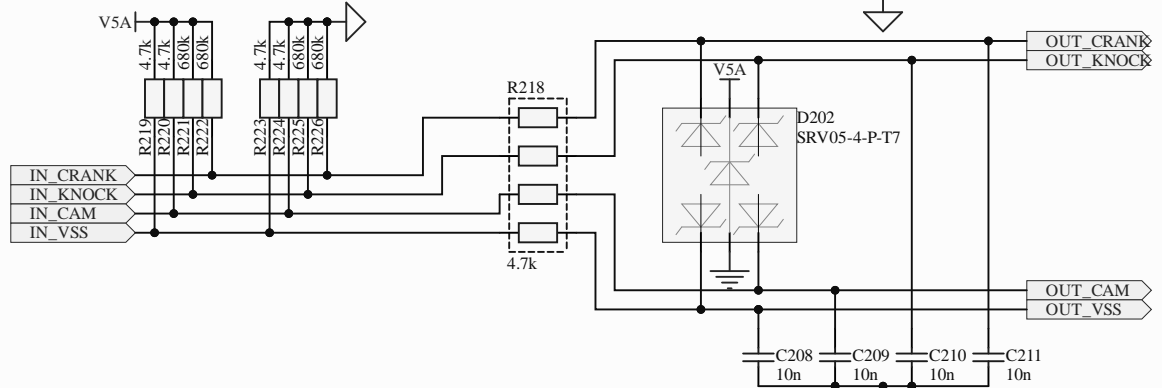 V5A
4.7k
4.7k
680k
680k
4.7k
4.7k
680k
680k
R219
R220
R221
R222
R223
R224
R225
R226
IN_CRANK
IN_KNOCK
IN_CAM
IN_VSS
R218
4.7k
V5A
D202
SRV05-4-P-T7
OUT_CRANK
OUT_KNOCK
OUT_CAM
OUT_VSS
C208
10n
C209
10n
C210
10n
C211
10n